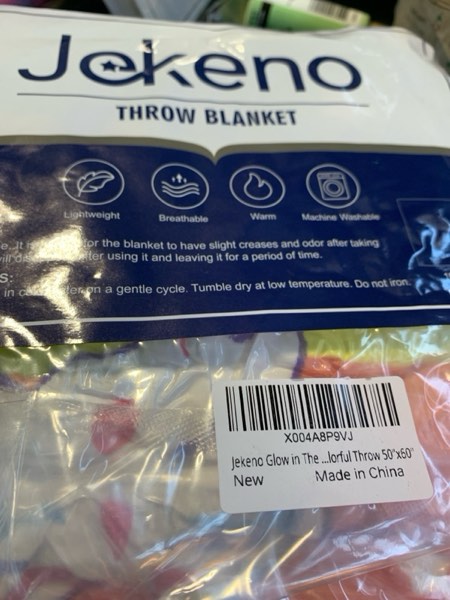 Jekeno
THROW BLANKET
Lightweight
Breathable
Warm
Machine Washable
for the blanket to have slight creases and odor after taking
after using it and leaving it for a period of time.
S:
in on a gentle cycle. Tumble dry at low temperature. Do not iron.
X004A8P9VJ
Jekeno Glow in The ...lorful Throw 50"x60"
New Made in China